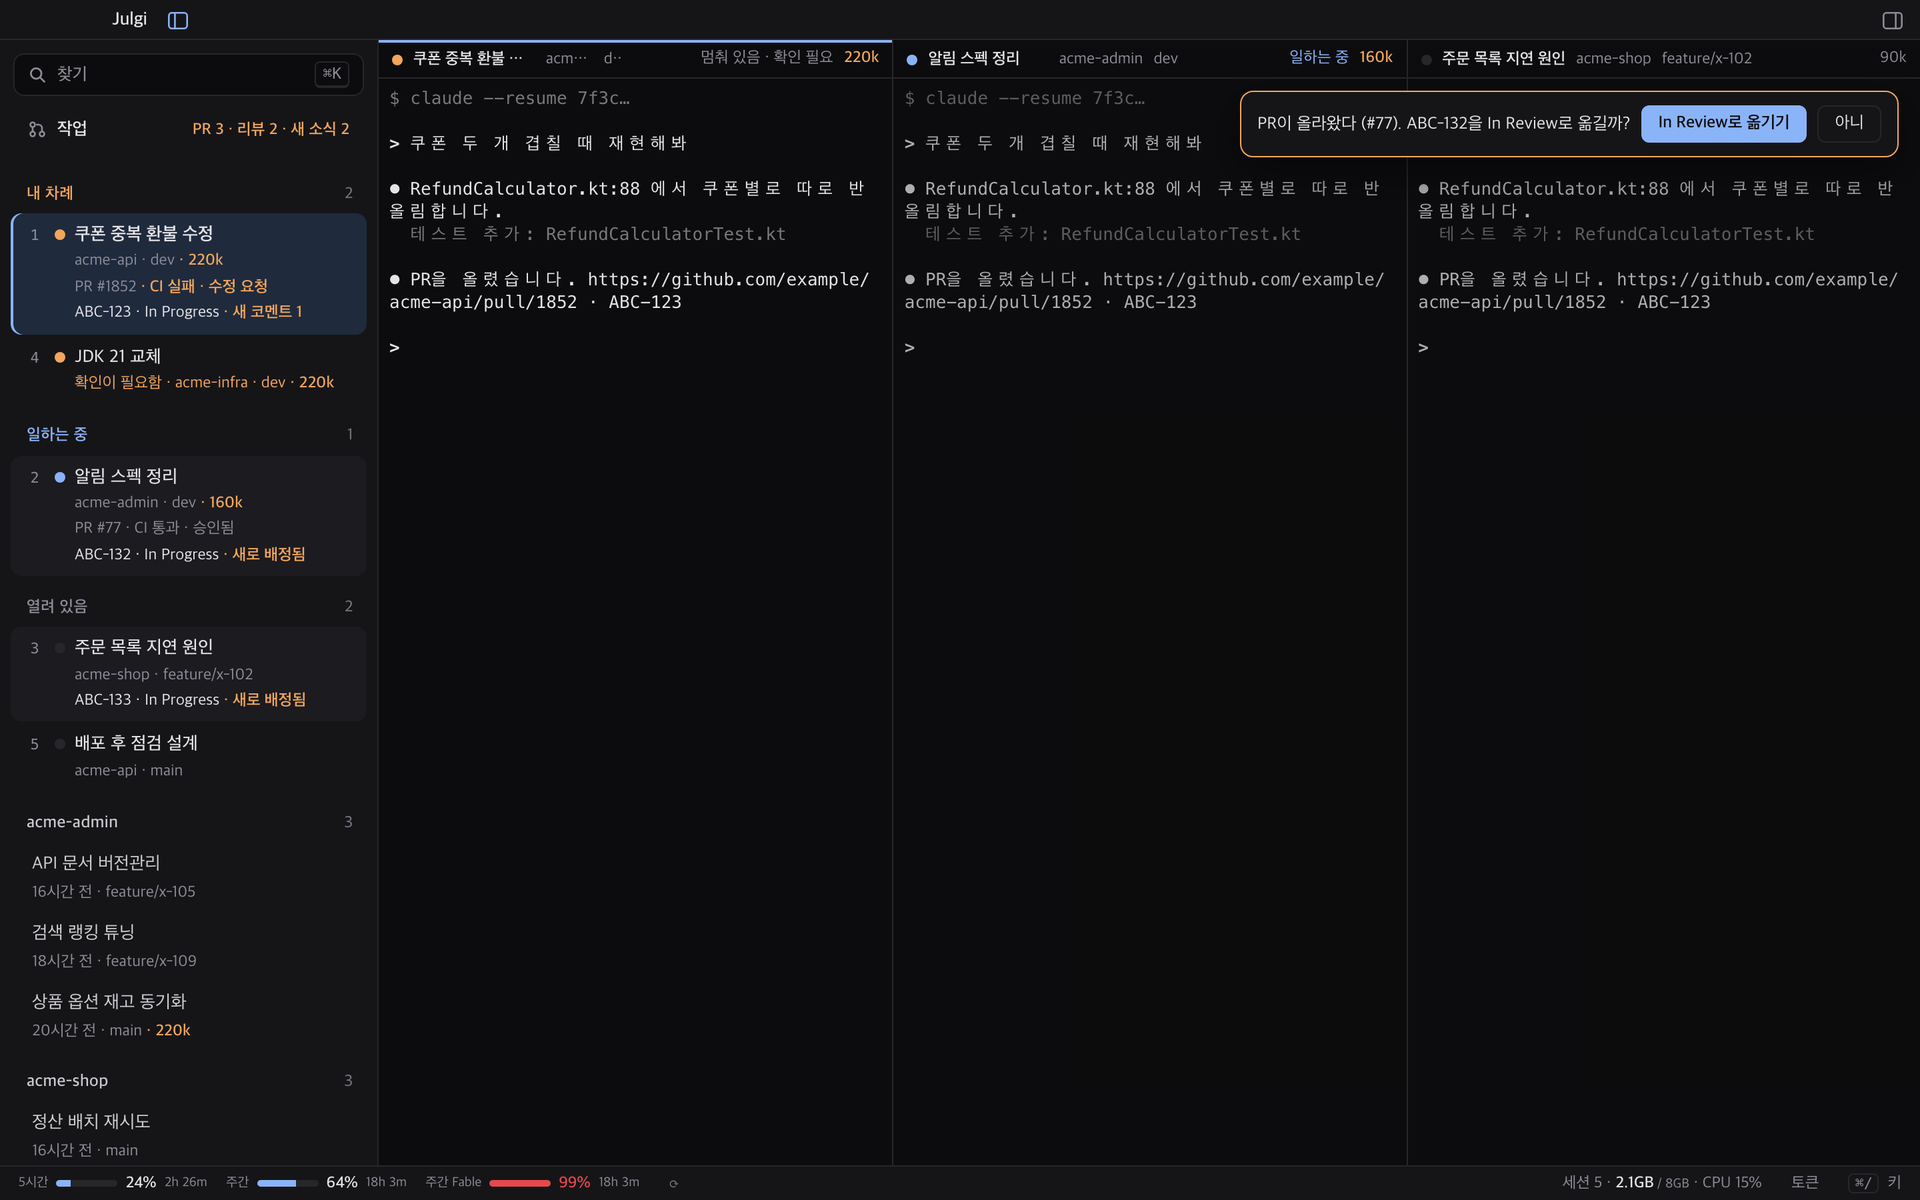 Julgi
찾기 ⌘K
작업 PR 3 · 리뷰 2 · 새 소식 2
내 차례 2
1 쿠폰 중복 환불 수정
acme-api · dev · 220k
PR #1852 · CI 실패 · 수정 요청
ABC-123 · In Progress · 새 코멘트 1
4 JDK 21 교체
확인이 필요함 · acme-infra · dev · 220k
일하는 중 1
2 알림 스펙 정리
acme-admin · dev · 160k
PR #77 · CI 통과 · 승인됨
ABC-132 · In Progress · 새로 배정됨
열려 있음 2
3 주문 목록 지연 원인
acme-shop · feature/x-102
ABC-133 · In Progress · 새로 배정됨
5 배포 후 점검 설계
acme-api · main
acme-admin 3
API 문서 버전관리
16시간 전 · feature/x-105
검색 랭킹 튜닝
18시간 전 · feature/x-109
상품 옵션 재고 동기화
20시간 전 · main · 220k
acme-shop 3
정산 배치 재시도
16시간 전 · main
쿠폰 중복 환불 ··· acm··· d·· 멈춰 있음 · 확인 필요 220k
$ claude --resume 7f3c…
> 쿠폰 두 개 겹칠 때 재현해봐
● RefundCalculator.kt:88 에서 쿠폰별로 따로 반
올림합니다.
테스트 추가: RefundCalculatorTest.kt
● PR을 올렸습니다. https://github.com/example/
acme-api/pull/1852 · ABC-123
>
알림 스펙 정리 acme-admin dev 일하는 중 160k
$ claude --resume 7f3c…
> 쿠폰 두 개 겹칠 때 재현해봐
● RefundCalculator.kt:88 에서 쿠폰별로 따로 반
올림합니다.
테스트 추가: RefundCalculatorTest.kt
● PR을 올렸습니다. https://github.com/example/
acme-api/pull/1852 · ABC-123
>
주문 목록 지연 원인 acme-shop feature/x-102 90k
PR이 올라왔다 (#77). ABC-132을 In Review로 옮길까? In Review로 옮기기 아니
● RefundCalculator.kt:88 에서 쿠폰별로 따로 반
올림합니다.
테스트 추가: RefundCalculatorTest.kt
● PR을 올렸습니다. https://github.com/example/
acme-api/pull/1852 · ABC-123
>
5시간 24% 2h 26m 주간 64% 18h 3m 주간 Fable 99% 18h 3m
세션 5 · 2.1GB / 8GB · CPU 15% 토큰 ⌘/ 키